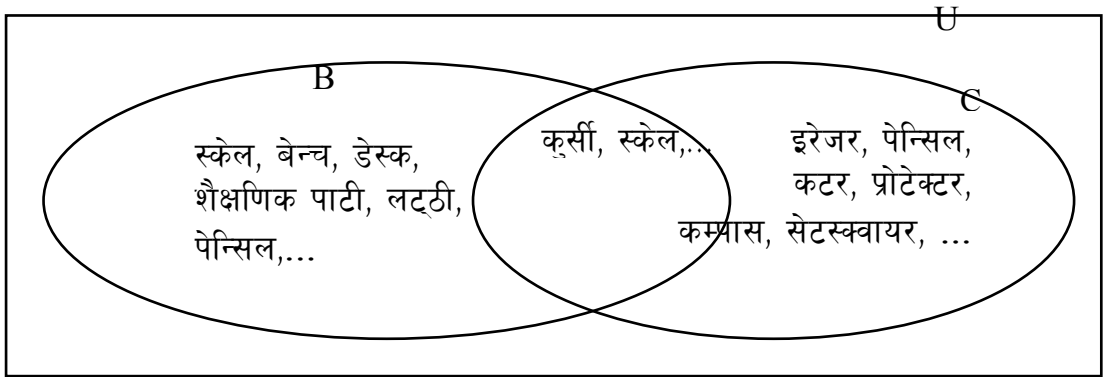 U
B
C
स्केल, बेन्च, डेस्क,
शैक्षणिक पाटी, लट्ठी,
पेन्सिल,...
कुर्सी, स्केल,...
इरेजर, पेन्सिल,
कटर, प्रोटेक्टर,
कम्पास, सेटस्क्वायर, ...